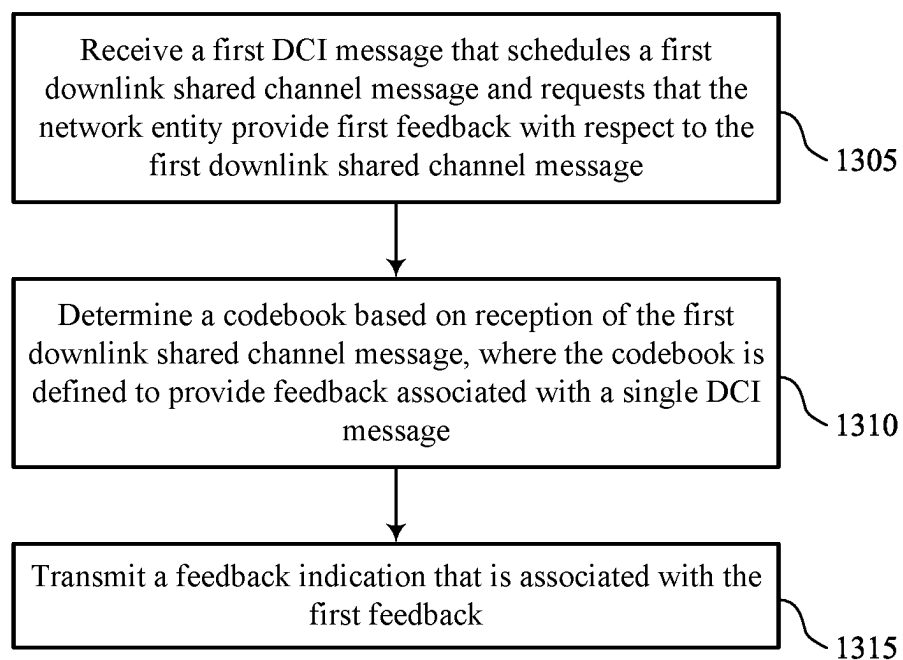 Receive a first DCI message that schedules a first
downlink shared channel message and requests that the
network entity provide first feedback with respect to the
first downlink shared channel message
1305
Determine a codebook based on reception of the first
downlink shared channel message, where the codebook is
defined to provide feedback associated with a single DCI
message
1310
Transmit a feedback indication that is associated with the
first feedback
1315